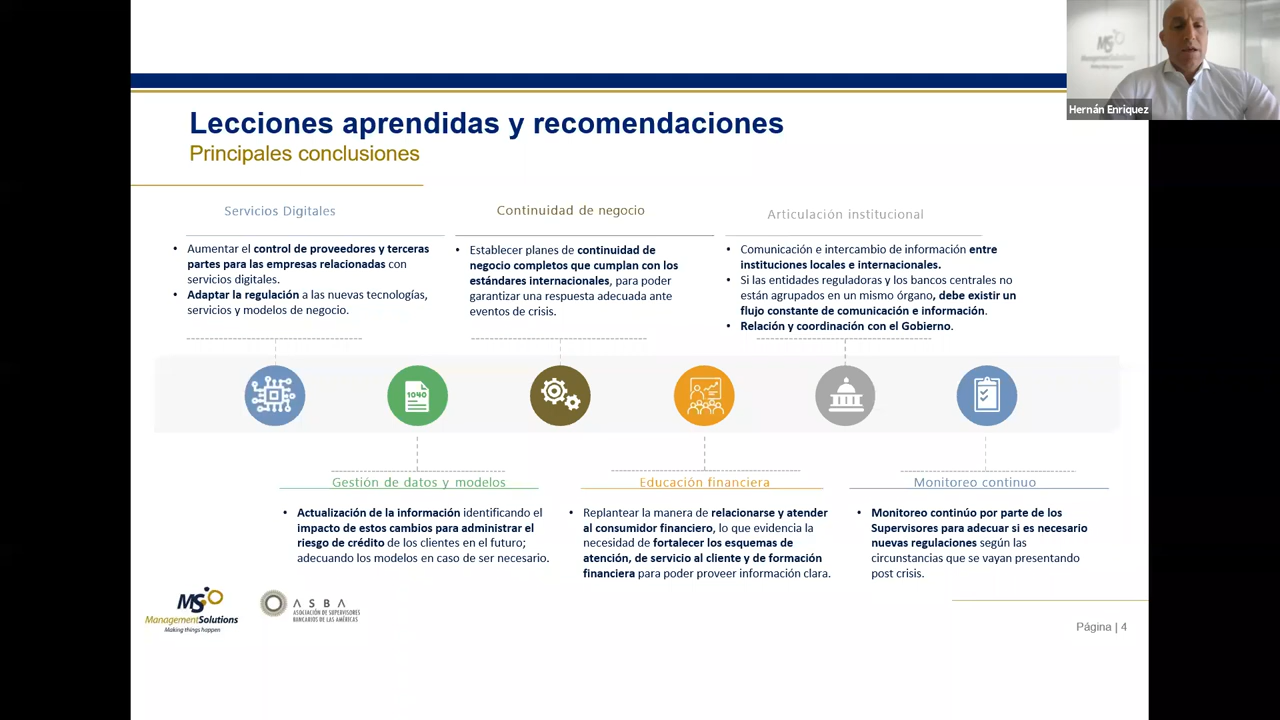 MS
ManagementSolutions
Making things happen
Hernán Enriquez
Lecciones aprendidas y recomendaciones
Principales conclusiones
Servicios Digitales
• Aumentar el control de proveedores y terceras
partes para las empresas relacionadas con
servicios digitales.
• Adaptar la regulación a las nuevas tecnologías,
servicios y modelos de negocio.
Continuidad de negocio
• Establecer planes de continuidad de
negocio completos que cumplan con los
estándares internacionales, para poder
garantizar una respuesta adecuada ante
eventos de crisis.
Articulación institucional
• Comunicación e intercambio de información entre
instituciones locales e internacionales.
• Si las entidades reguladoras y los bancos centrales no
están agrupados en un mismo órgano, debe existir un
flujo constante de comunicación e información.
• Relación y coordinación con el Gobierno.
1040
Gestión de datos y modelos
• Actualización de la información identificando el
impacto de estos cambios para administrar el
riesgo de crédito de los clientes en el futuro;
adecuando los modelos en caso de ser necesario.
Educación financiera
• Replantear la manera de relacionarse y atender
al consumidor financiero, lo que evidencia la
necesidad de fortalecer los esquemas de
atención, de servicio al cliente y de formación
financiera para poder proveer información clara.
Monitoreo continuo
• Monitoreo continúo por parte de los
Supervisores para adecuar si es necesario
nuevas regulaciones según las
circunstancias que se vayan presentando
post crisis.
MS
ManagementSolutions
Making things happen
ASBA
ASOCIACIÓN DE SUPERVISORES
BANCARIOS DE LAS AMÉRICAS
Página | 4